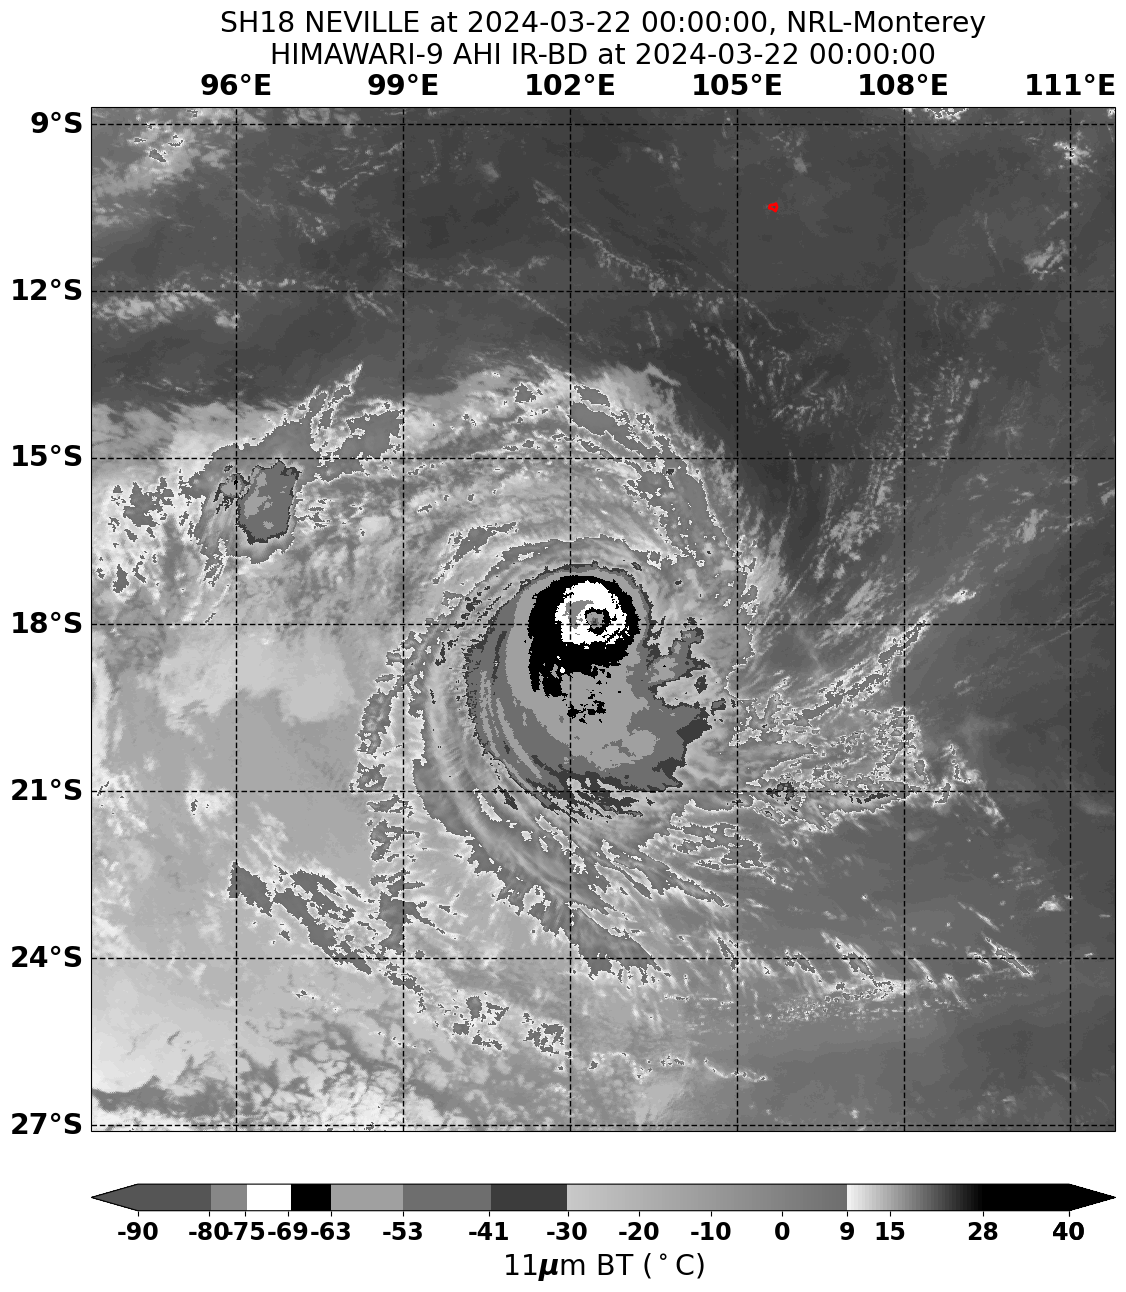 SH18 NEVILLE at 2024-03-22 00:00:00, NRL-Monterey
HIMAWARI-9 AHI IR-BD at 2024-03-22 00:00:00
96°E 99°E 102°E 105°E 108°E 111°E
9°S
12°S
15°S
18°S
21°S
24°S
27°S
-90 -80 -75 -69 -63 -53 -41 -30 -20 -10 0 9 15 28 40
11μm BT (°C)